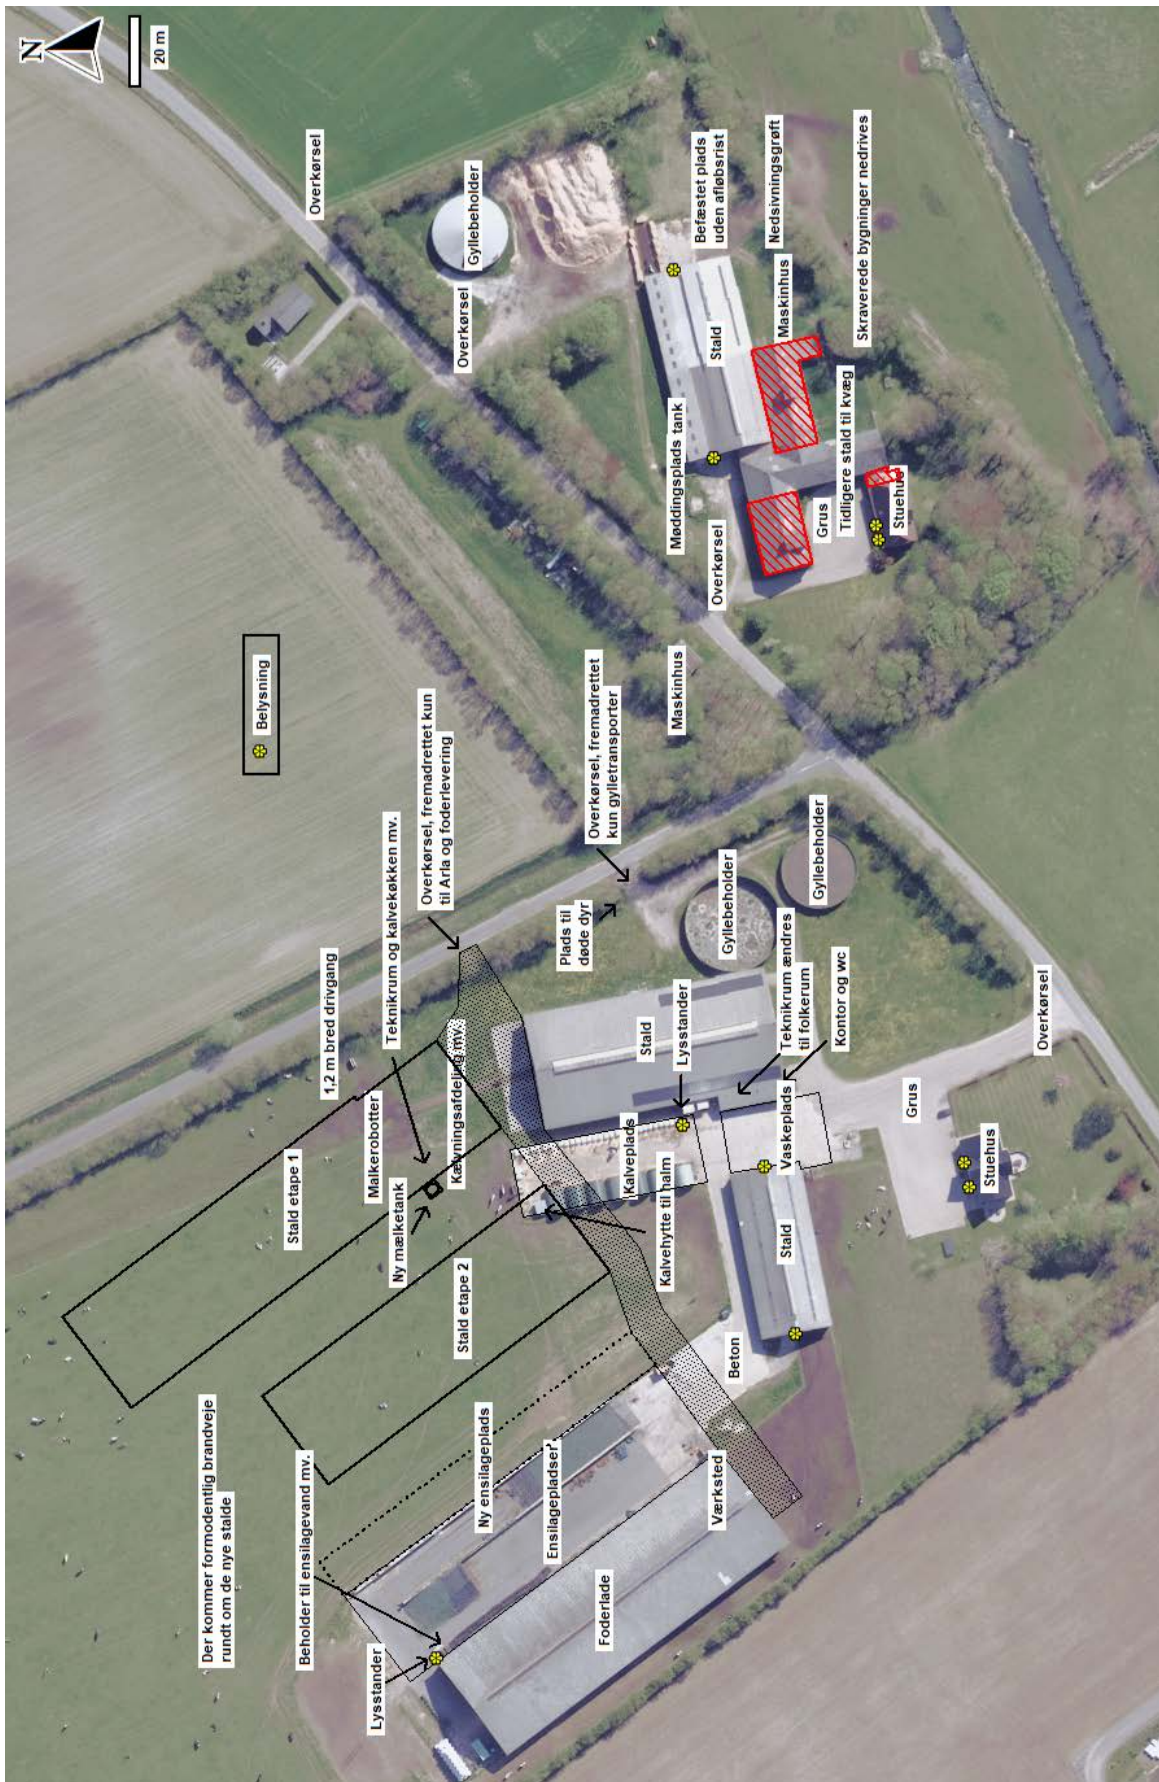 N
20 m
Der kommer formodentlig brandveje
rundt om de nye stalde
Belysning
Stald etape 1
Beholder til ensilagevand mv.
Overkørsel
1,2 m bred drivgang
Malkerobotter
Lysstander
Teknikrum og kalvekøkken mv.
Ny mælketank
Overkørsel, fremadrettet kun
til Arla og foderlevering
Kælvningsafdeling mv.
Overkørsel
Stald etape 2
Gyllebeholder
Ny ensilageplads
Ensilagepladser
Plads til
døde dyr
Overkørsel, fremadrettet
kun gylletransporter
Foderlade
Kalveplads
Stald
Kalvehytte til halm
Maskinhus
Møddingsplads tank
Lysstander
Befæstet plads
uden afløbsrist
Værksted
Overkørsel
Stald
Gyllebeholder
Beton
Nedsivningsgrøft
Stald
Vaskeplads
Teknikrum ændres
til folkerum
Maskinhus
Gyllebeholder
Grus
Kontor og wc
Tidligere stald til kvæg
Skraverede bygninger nedrives
Stuehus
Grus
Stuehus
Overkørsel